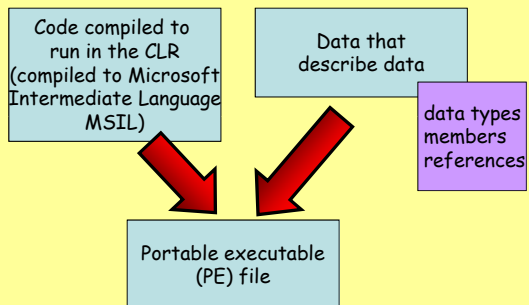 Code compiled to
run in the CLR
(compiled to Microsoft
Intermediate Language
MSIL)
Data that
describe data
data types
members
references
Portable executable
(PE) file